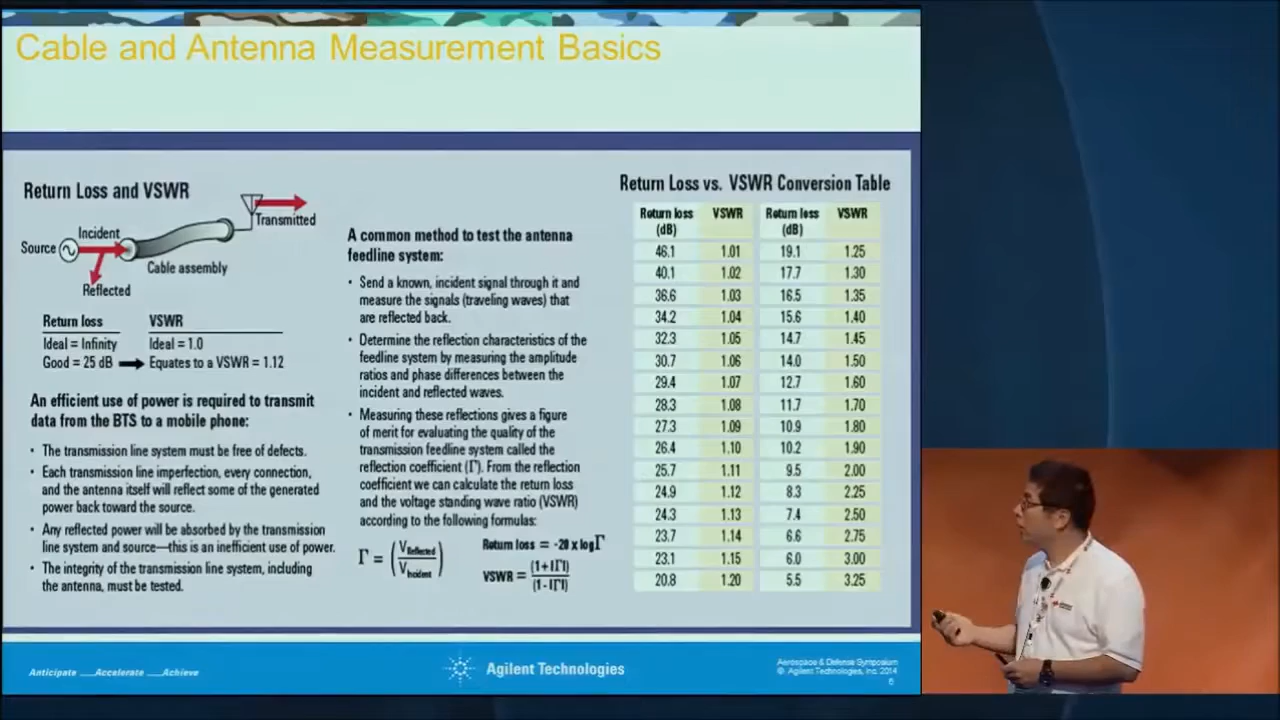 Cable and Antenna Measurement Basics
Return Loss and VSWR
Transmitted
Incident
Source
Cable assembly
Reflected
Return loss VSWR
Ideal = Infinity Ideal = 1.0
Good = 25 dB Equates to a VSWR = 1.12
An efficient use of power is required to transmit
data from the BTS to a mobile phone:
• The transmission line system must be free of defects.
• Each transmission line imperfection, every connection,
and the antenna itself will reflect some of the generated
power back toward the source.
• Any reflected power will be absorbed by the transmission
line system and source—this is an inefficient use of power.
• The integrity of the transmission line system, including
the antenna, must be tested.
A common method to test the antenna
feedline system:
• Send a known, incident signal through it and
measure the signals (traveling waves) that
are reflected back.
• Determine the reflection characteristics of the
feedline system by measuring the amplitude
ratios and phase differences between the
incident and reflected waves.
• Measuring these reflections gives a figure
of merit for evaluating the quality of the
transmission feedline system called the
reflection coefficient (Γ). From the reflection
coefficient we can calculate the return loss
and the voltage standing wave ratio (VSWR)
according to the following formulas:
Γ = (V Reflected / V Incident)
Return loss = -20 x logΓ
VSWR = (1+|Γ|) / (1-|Γ|)
Return Loss vs. VSWR Conversion Table
Return loss (dB) VSWR Return loss (dB) VSWR
46.1 1.01 19.1 1.25
40.1 1.02 17.7 1.30
36.6 1.03 16.5 1.35
34.2 1.04 15.6 1.40
32.3 1.05 14.7 1.45
30.7 1.06 14.0 1.50
29.4 1.07 12.7 1.60
28.3 1.08 11.7 1.70
27.3 1.09 10.9 1.80
26.4 1.10 10.2 1.90
25.7 1.11 9.5 2.00
24.9 1.12 8.3 2.25
24.3 1.13 7.4 2.50
23.7 1.14 6.6 2.75
23.1 1.15 6.0 3.00
20.8 1.20 5.5 3.25
Anticipate __Accelerate __Achieve
Agilent Technologies
Aerospace & Defense Symposium
© Agilent Technologies, Inc. 2014
6